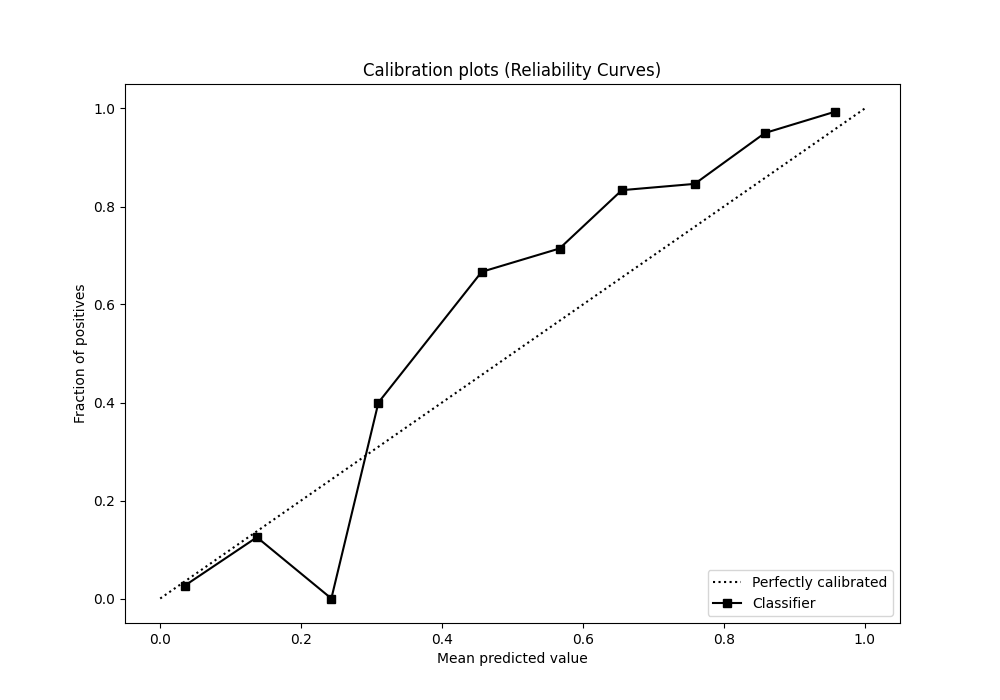 Calibration plots (Reliability Curves)
1.0
0.8
0.6
0.4
0.2
0.0
Fraction of positives
0.0 0.2 0.4 0.6 0.8 1.0
Mean predicted value
Perfectly calibrated
Classifier